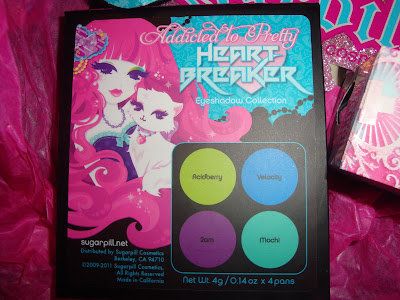 Addicted To Pretty
HEART
BREAKER
Eyeshadow Collection
Acidberry
Velocity
2am
Mochi
sugarpill.net
Distributed by Sugarpill Cosmetics
Berkeley, CA 94710
©2009-2011 Sugarpill Cosmetics,
All Rights Reserved
Made in California
Net Wt. 4g / 0.14 oz x 4 pans